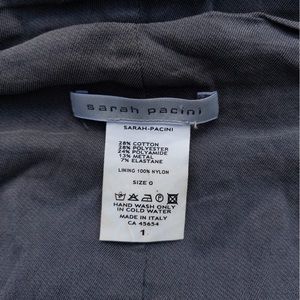 sarah pacini
SARAH-PACINI
28% COTTON
28% POLYESTER
24% POLYAMIDE
13% METAL
7% ELASTANE
LINING 100% NYLON
SIZE 0
HAND WASH ONLY
IN COLD WATER
MADE IN ITALY
CA 45654
1